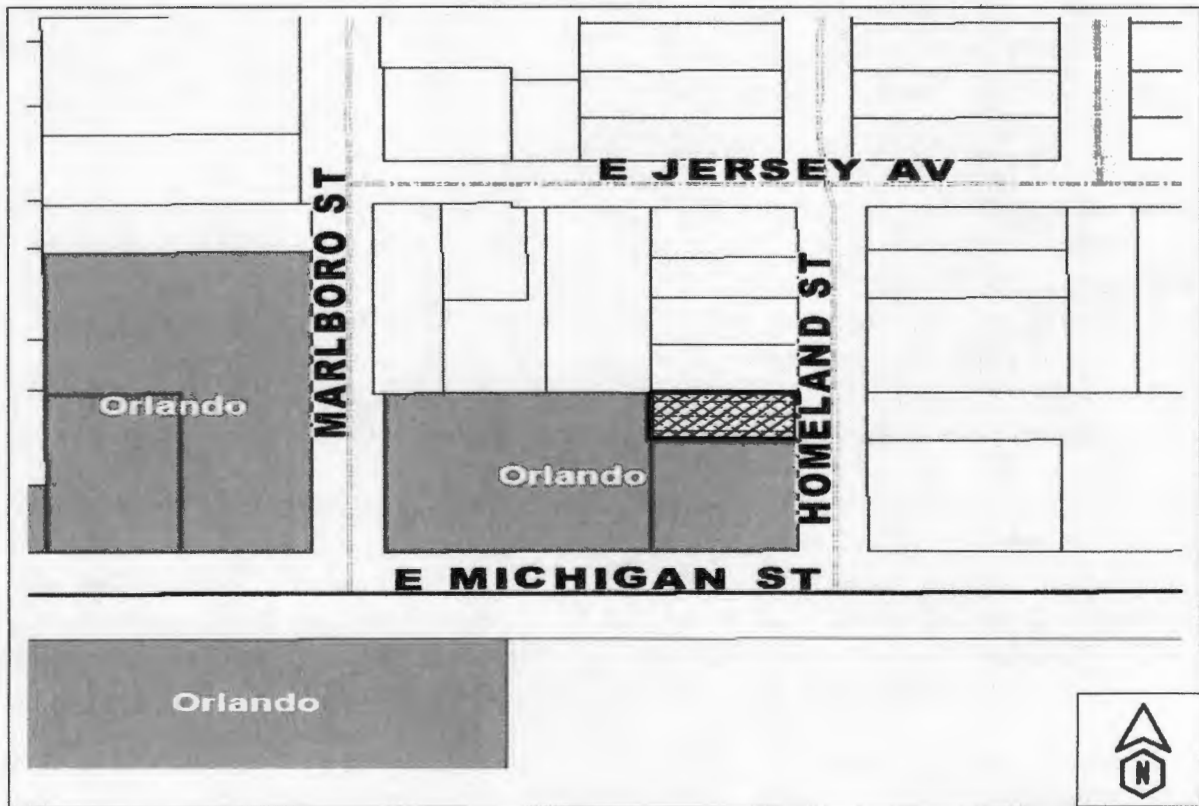 E JERSEY AV
MARLBORO ST
HOMELAND ST
Orlando
Orlando
E MICHIGAN ST
Orlando
N